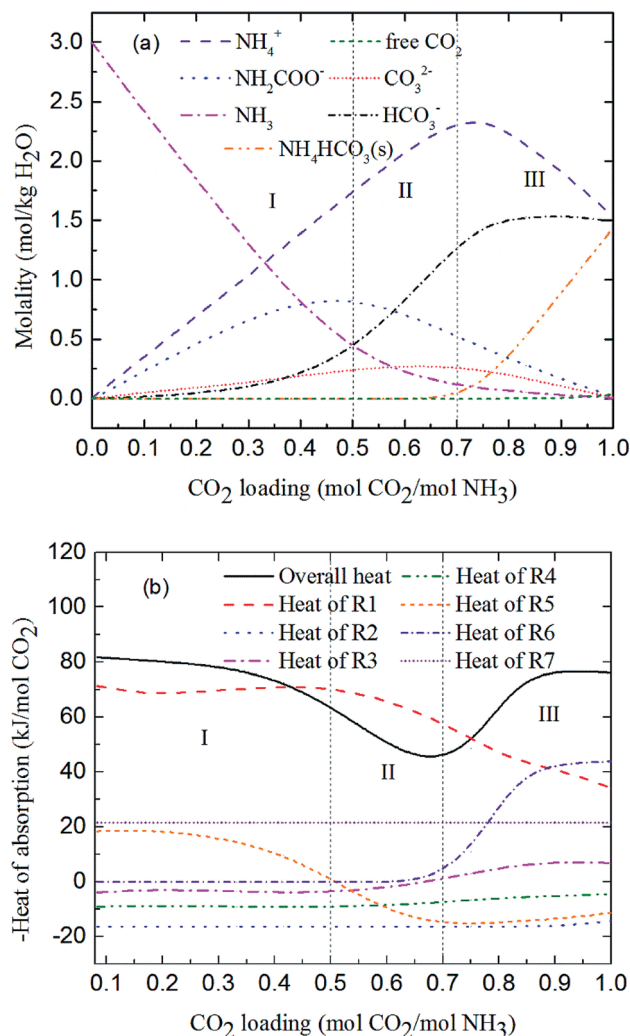 (a)
NH₄⁺ free CO₂
NH₂COO⁻ CO₃²⁻
NH₃ HCO₃⁻
NH₄HCO₃(s)
I II III
Molality (mol/kg H₂O)
3.0
2.5
2.0
1.5
1.0
0.5
0.0
0.0 0.1 0.2 0.3 0.4 0.5 0.6 0.7 0.8 0.9 1.0
CO₂ loading (mol CO₂/mol NH₃)
(b)
Overall heat Heat of R4
Heat of R1 Heat of R5
Heat of R2 Heat of R6
Heat of R3 Heat of R7
I II III
-Heat of absorption (kJ/mol CO₂)
120
100
80
60
40
20
0
-20
0.1 0.2 0.3 0.4 0.5 0.6 0.7 0.8 0.9 1.0
CO₂ loading (mol CO₂/mol NH₃)